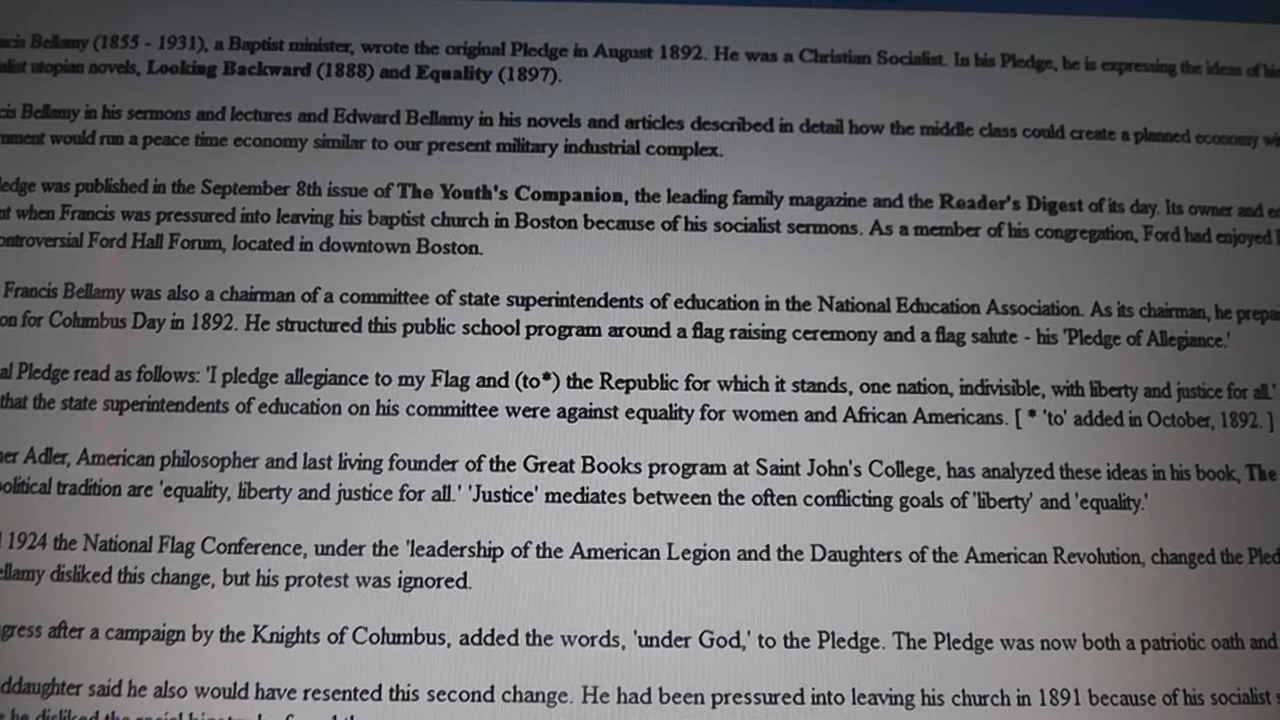 Bellamy (1855 - 1931), a Baptist minister, wrote the original Pledge in August 1892. He was a Christian Socialist. In his Pledge, he is expressing the ideas of
utopian novels, Looking Backward (1888) and Equality (1897).
Bellamy in his sermons and lectures and Edward Bellamy in his novels and articles described in detail how the middle class could create a planned economy
would run a peace time economy similar to our present military industrial complex.
was published in the September 8th issue of The Youth's Companion, the leading family magazine and the Reader's Digest of its day. Its owner and
when Francis was pressured into leaving his baptist church in Boston because of his socialist sermons. As a member of his congregation, Ford had enjoyed
Ford Hall Forum, located in downtown Boston.
Francis Bellamy was also a chairman of a committee of state superintendents of education in the National Education Association. As its chairman, he
on for Columbus Day in 1892. He structured this public school program around a flag raising ceremony and a flag salute - his 'Pledge of Allegiance.'
al Pledge read as follows: 'I pledge allegiance to my Flag and (to*) the Republic for which it stands, one nation, indivisible, with liberty and justice for all.'
that the state superintendents of education on his committee were against equality for women and African Americans. [ * 'to' added in October, 1892. ]
er Adler, American philosopher and last living founder of the Great Books program at Saint John's College, has analyzed these ideas in his book, The
political tradition are 'equality, liberty and justice for all.' 'Justice' mediates between the often conflicting goals of 'liberty' and 'equality.'
1924 the National Flag Conference, under the 'leadership of the American Legion and the Daughters of the American Revolution, changed the Pled
ellamy disliked this change, but his protest was ignored.
gress after a campaign by the Knights of Columbus, added the words, 'under God,' to the Pledge. The Pledge was now both a patriotic oath and
ddaughter said he also would have resented this second change. He had been pressured into leaving his church in 1891 because of his socialist
he disliked the